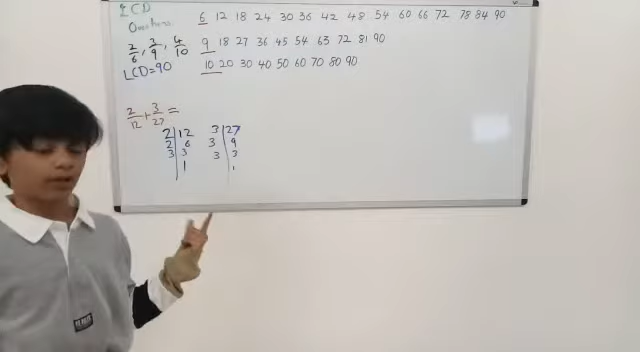 LCD
6 12 18 24 30 36 42 48 54 60 66 72 78 84 90
2/6, 3/9, 4/10
9 18 27 36 45 54 63 72 81 90
LCD=90
10 20 30 40 50 60 70 80 90
2/12 + 3/27 =
2 | 12 3 | 27
2 | 6 3 | 9
3 | 3 3 | 3
1 1